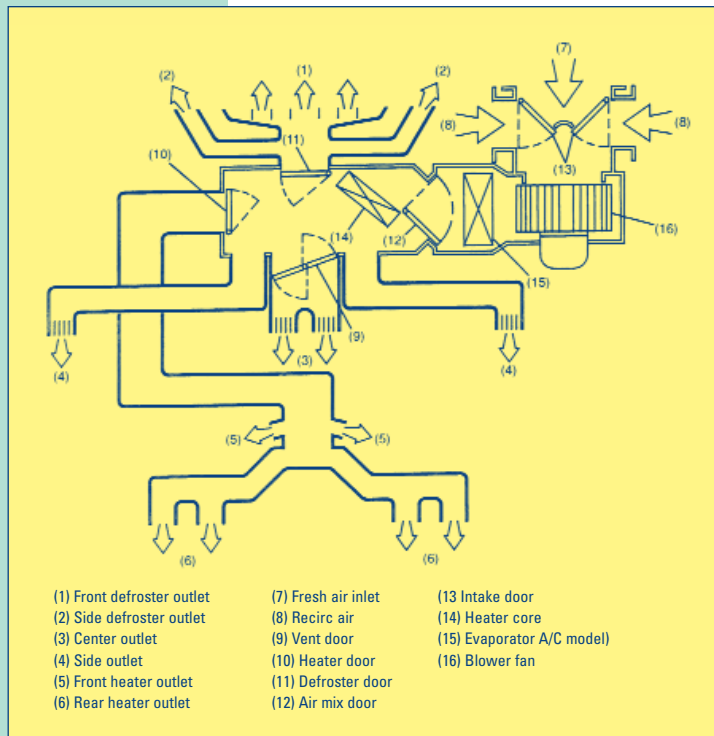 (7)
(2) (1) (2)
(8) (8)
(11)
(10) (13)
(14) (12) (16)
(15)
(9)
(4) (3) (4)
(5) (5)
(6) (6)
(1) Front defroster outlet
(2) Side defroster outlet
(3) Center outlet
(4) Side outlet
(5) Front heater outlet
(6) Rear heater outlet
(7) Fresh air inlet
(8) Recirc air
(9) Vent door
(10) Heater door
(11) Defroster door
(12) Air mix door
(13 Intake door
(14) Heater core
(15) Evaporator A/C model)
(16) Blower fan